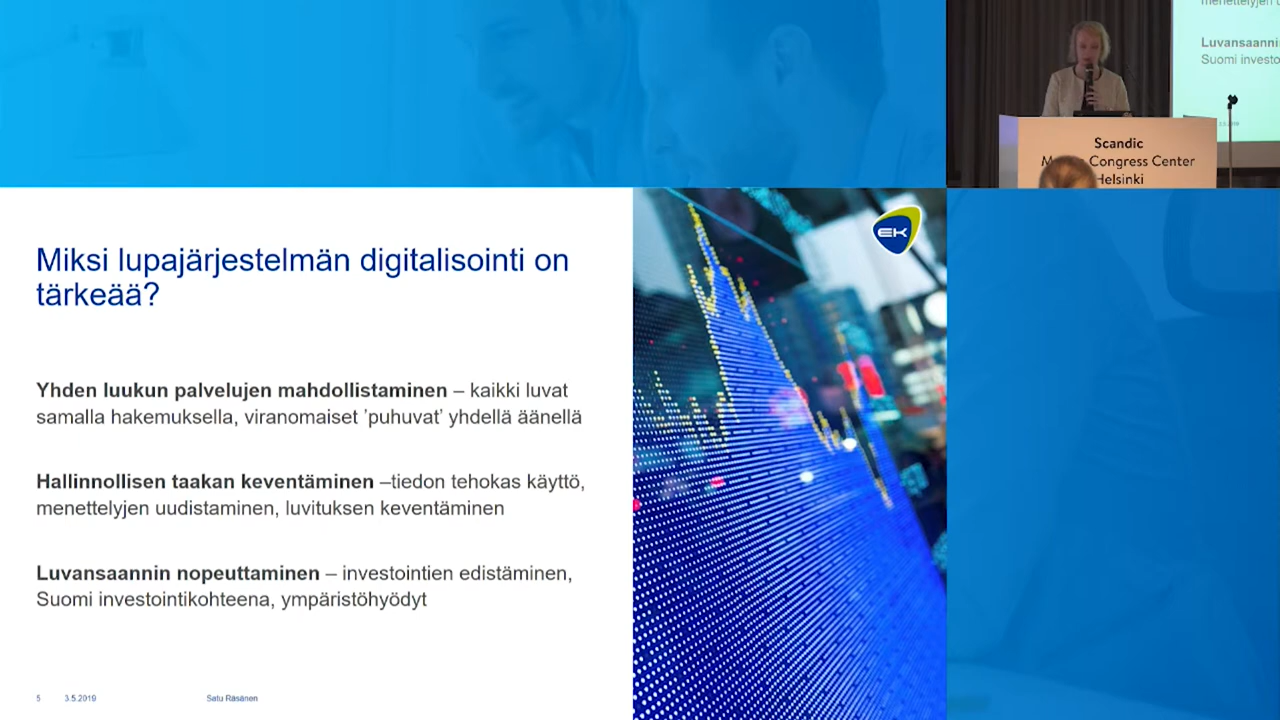 menettelyjen
Luvansaannin
Suomi investo
Scandic
Congress Center
Helsinki
EK
Miksi lupajärjestelmän digitalisointi on
tärkeää?
Yhden luukun palvelujen mahdollistaminen – kaikki luvat
samalla hakemuksella, viranomaiset ’puhuvat’ yhdellä äänellä
Hallinnollisen taakan keventäminen –tiedon tehokas käyttö,
menettelyjen uudistaminen, luvituksen keventäminen
Luvansaannin nopeuttaminen – investointien edistäminen,
Suomi investointikohteena, ympäristöhyödyt
5 3.5.2019 Satu Räsänen